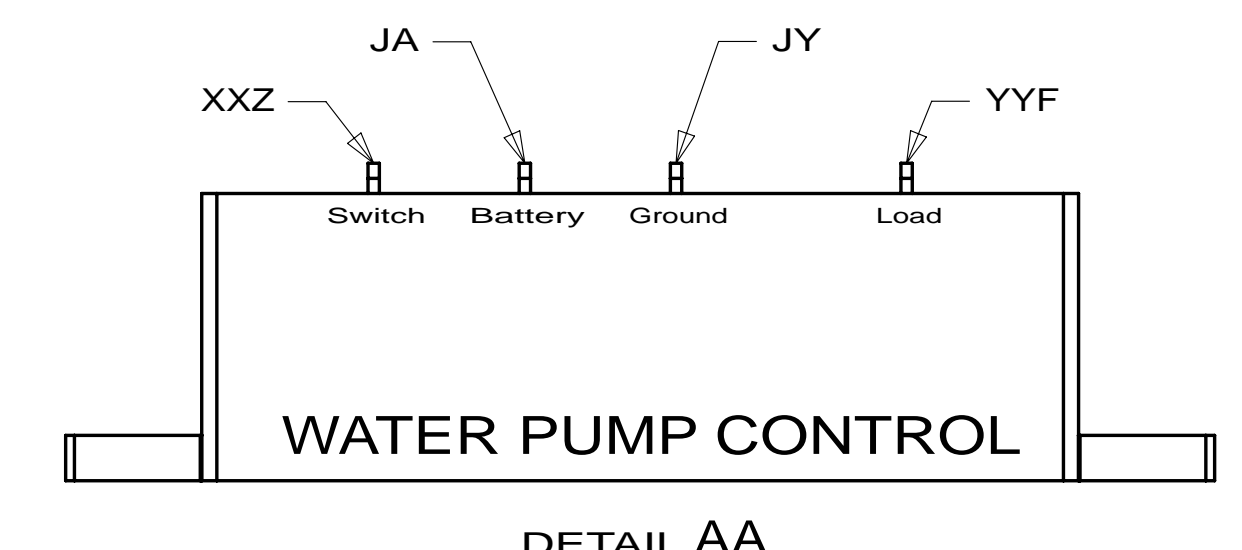 JA JY
XXZ YYF
Switch Battery Ground Load
WATER PUMP CONTROL
DETAIL AA